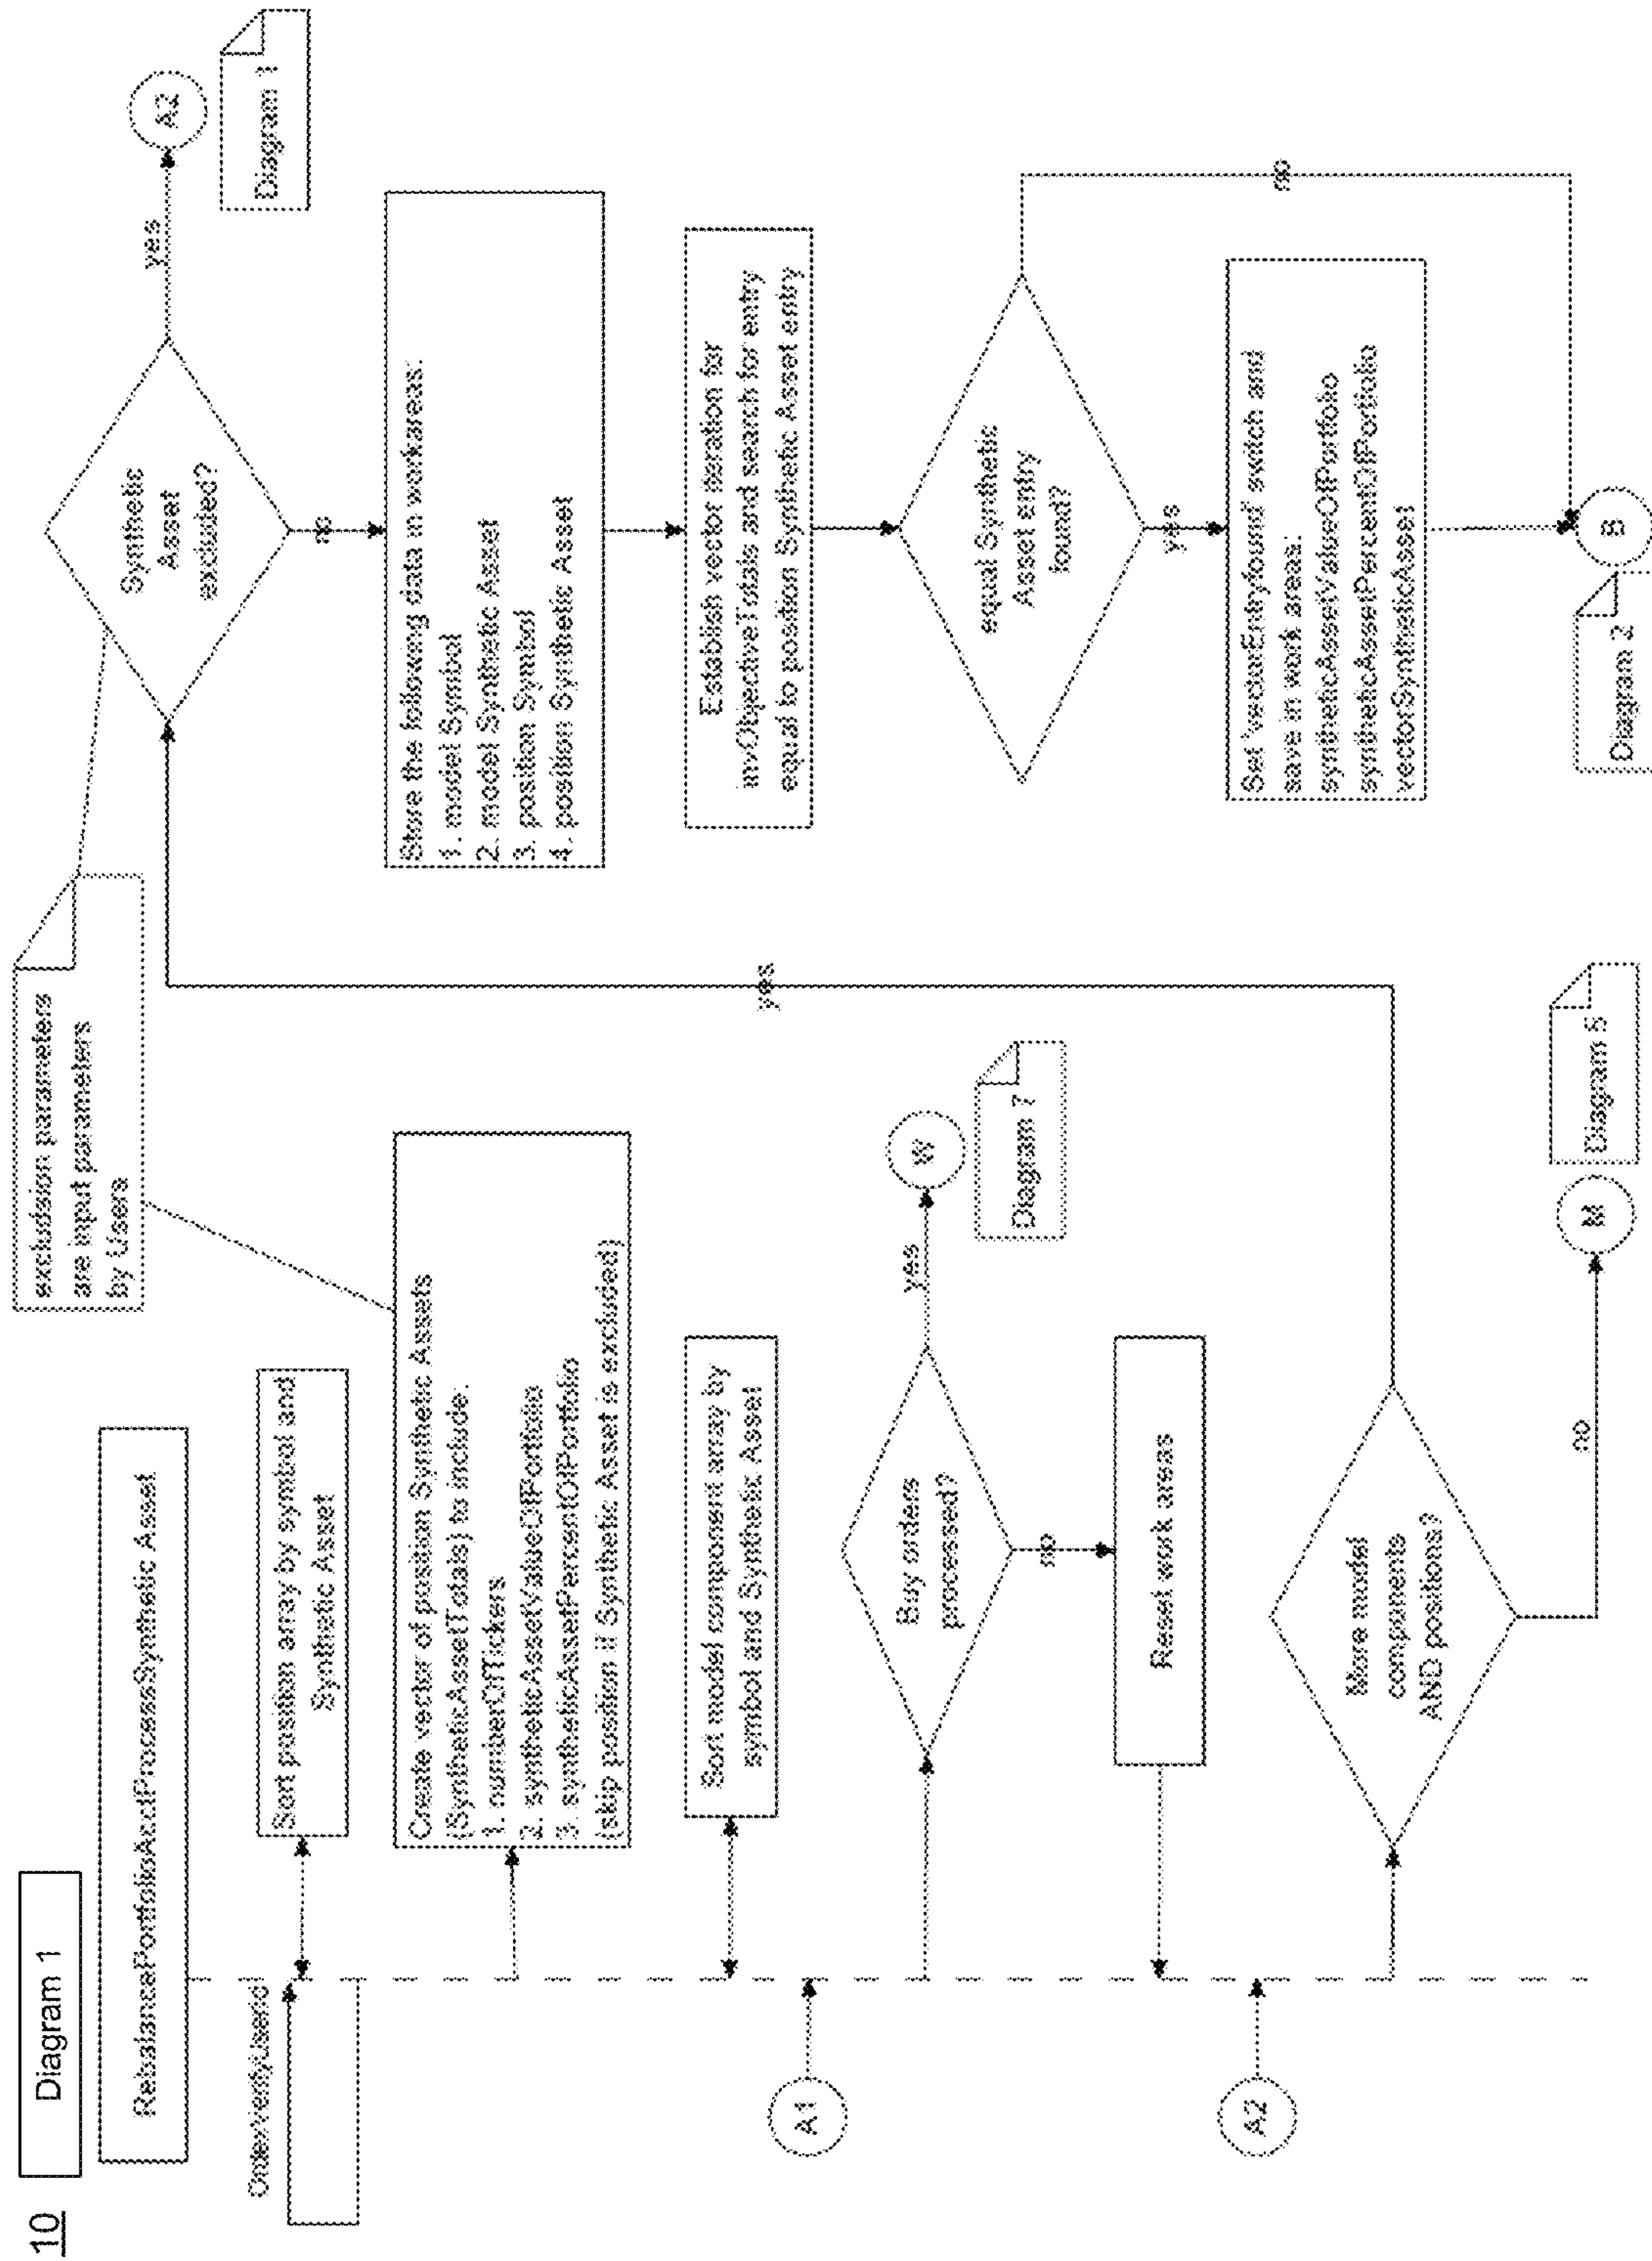 10
Diagram 1
RebalancePortfolioAcctProcessSynthetic Asset
Order.verifyUserid
Sort position array by symbol and
Synthetic Asset
exclusion parameters
are input parameters
by Users
Create vector of position Synthetic Assets
(SyntheticAssetTotals) to include:
1. numberOfTickers
2. syntheticAssetValueOfPortfolio
3. syntheticAssetPercentOfPortfolio
(skip position if Synthetic Asset is excluded)
Sort model component array by
symbol and Synthetic Asset
A1
Buy orders
processed?
yes
W
Diagram 7
no
Reset work areas
A2
More model
components
AND positions?
yes
no
M
Diagram 5
Synthetic
Asset
excluded?
yes
A2
Diagram 1
no
Store the following data in workareas:
1. model Symbol
2. model Synthetic Asset
3. position Symbol
4. position Synthetic Asset
Establish vector iteration for
invObjectiveTotals and search for entry
equal to position Synthetic Asset entry
equal Synthetic
Asset entry
found?
no
yes
Set 'vectorEntryfound' switch and
save in work areas:
syntheticAssetValueOfPortfolio
syntheticAssetPercentOfPortfolio
vectorSyntheticAsset
B
Diagram 2